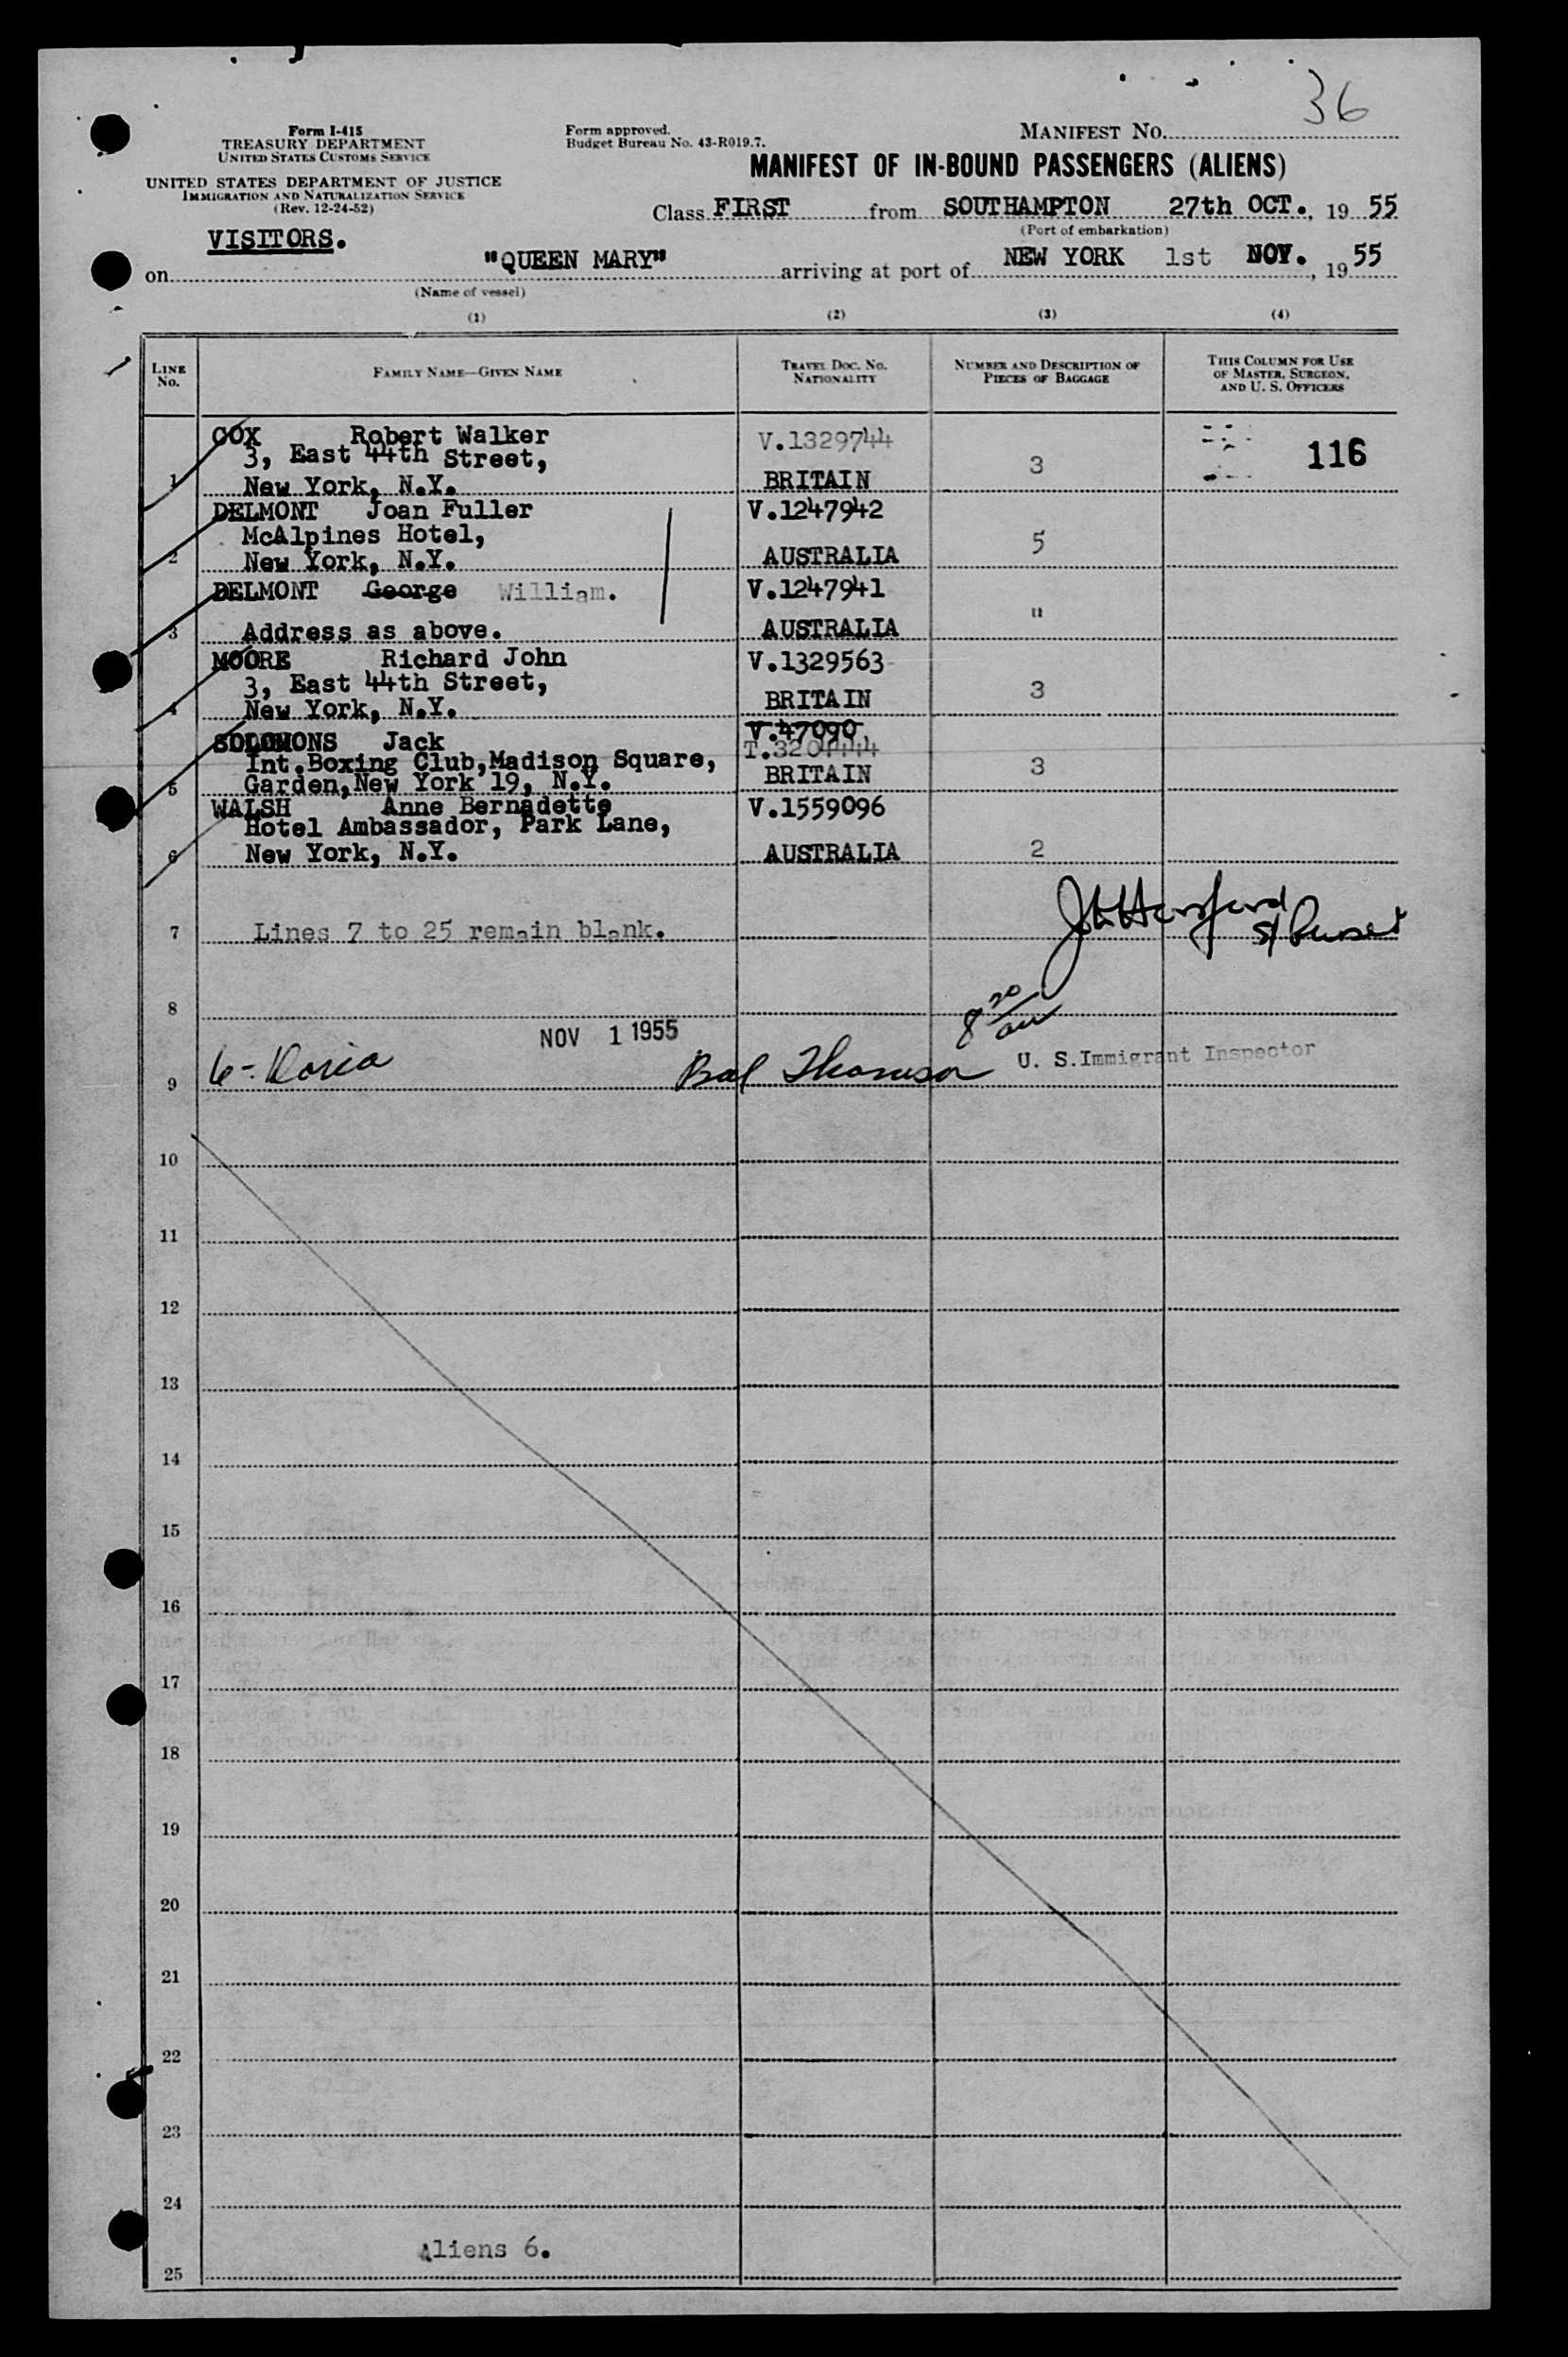 36
Form I-415
TREASURY DEPARTMENT
UNITED STATES CUSTOMS SERVICE
UNITED STATES DEPARTMENT OF JUSTICE
IMMIGRATION AND NATURALIZATION SERVICE
(Rev. 12-24-52)
Form approved.
Budget Bureau No. 43-R019.7.
MANIFEST No.
MANIFEST OF IN-BOUND PASSENGERS (ALIENS)
Class FIRST from SOUTHAMPTON 27th OCT., 19 55
(Port of embarkation)
VISITORS.
on "QUEEN MARY" arriving at port of NEW YORK 1st NOV. , 19 55
(Name of vessel)
(1) (2) (3) (4)
LINE No. FAMILY NAME—GIVEN NAME TRAVEL DOC. No. NATIONALITY NUMBER AND DESCRIPTION OF PIECES OF BAGGAGE THIS COLUMN FOR USE OF MASTER, SURGEON, AND U. S. OFFICERS
COX Robert Walker V.1329744
3, East 44th Street, 3 116
1 New York, N.Y. BRITAIN
DELMONT Joan Fuller V.1247942
McAlpines Hotel, 5
2 New York, N.Y. AUSTRALIA
DELMONT George William. V.1247941
"
3 Address as above. AUSTRALIA
MOORE Richard John V.1329563
3, East 44th Street, 3
4 New York, N.Y. BRITAIN
V.47090
SOLOMONS Jack T.320444
Int.Boxing Club,Madison Square, 3
5 Garden,New York 19, N.Y. BRITAIN
WALSH Anne Bernadette V.1559096
Hotel Ambassador, Park Lane,
6 New York, N.Y. AUSTRALIA 2
7 Lines 7 to 25 remain blank.
8
NOV 1 1955
9 U. S.Immigrant Inspector
10
11
12
13
14
15
16
17
18
19
20
21
22
23
24
Aliens 6.
25